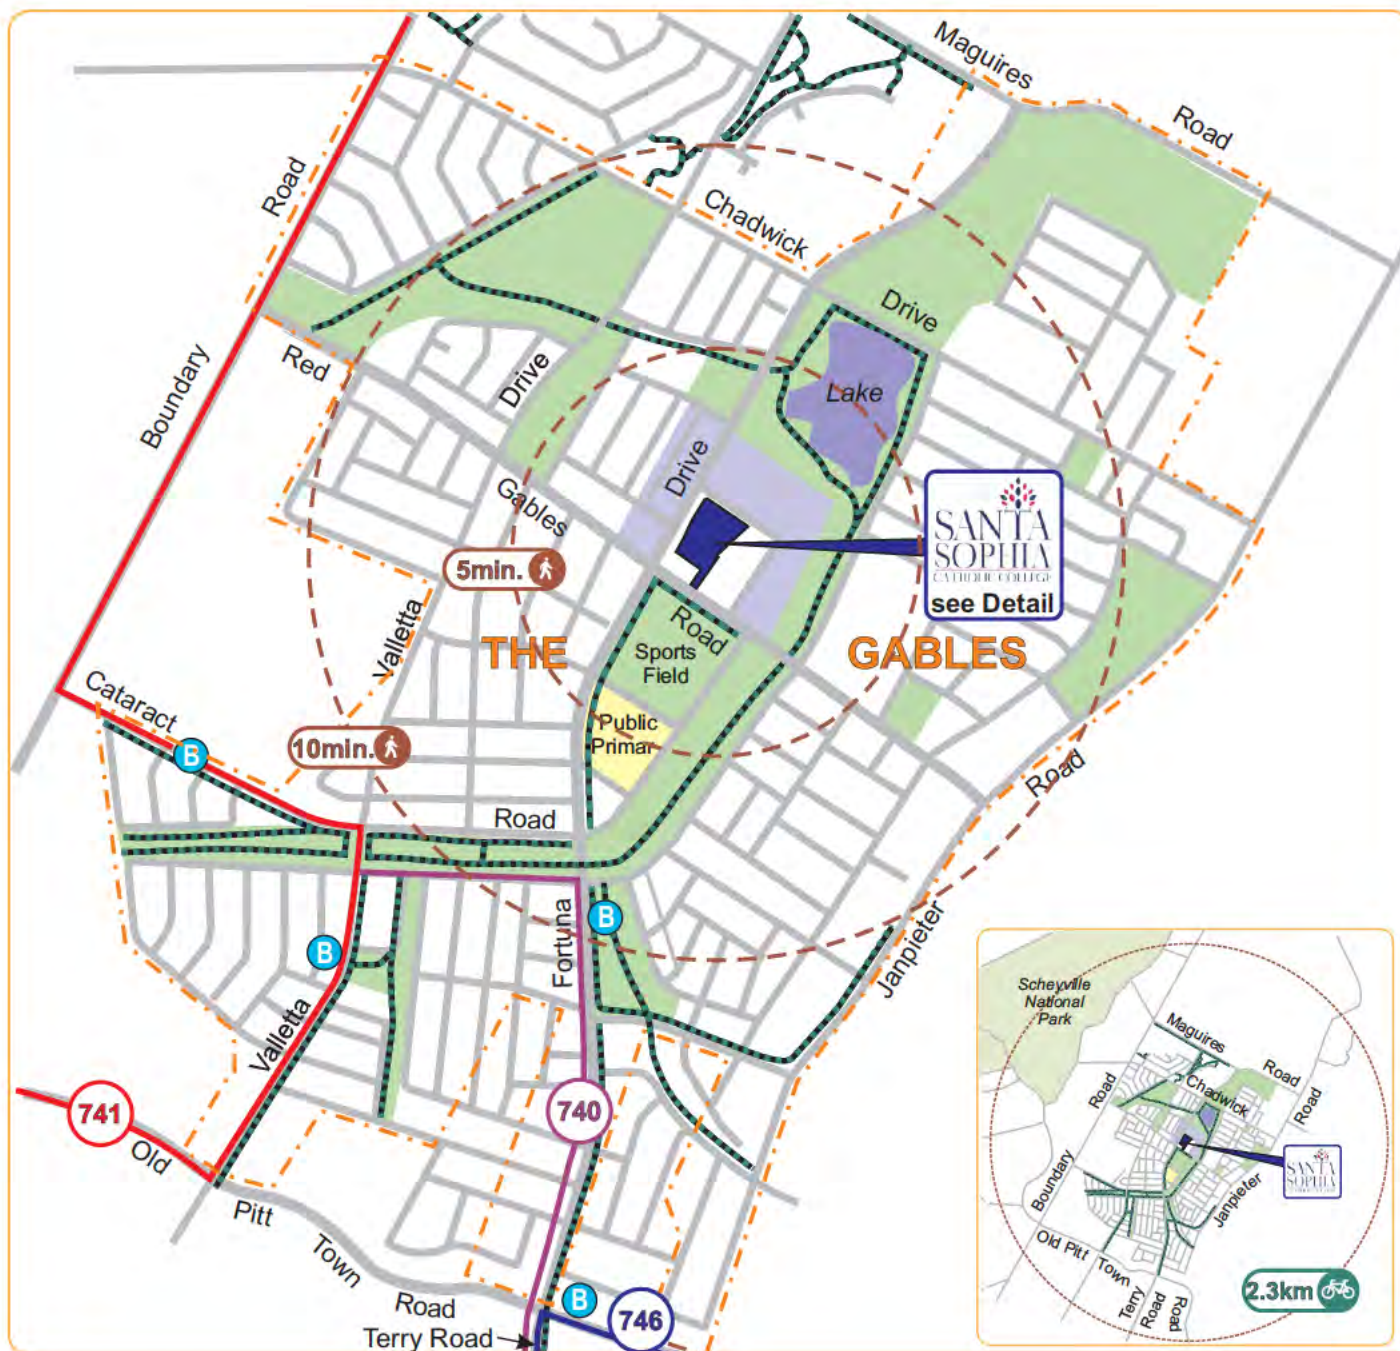 Maguires
Road
Road
Chadwick
Drive
Boundary
Red
Drive
Lake
Drive
Gables
SANTA
SOPHIA
CATHOLIC COLLEGE
see Detail
5min.
Valletta
THE
Road
GABLES
Sports
Field
Cataract
Public
Primar
10min.
B
Road
Road
Fortuna
B
B
Janpieter
Valletta
741
740
Old
Pitt
Town
Road
Terry Road
B
746
Scheyville
National
Park
Maguires
Road
Road
Chadwick
Road
Boundary
SANTA
SOPHIA
Janpieter
Old Pitt
Town
Terry
Road
Road
2.3km